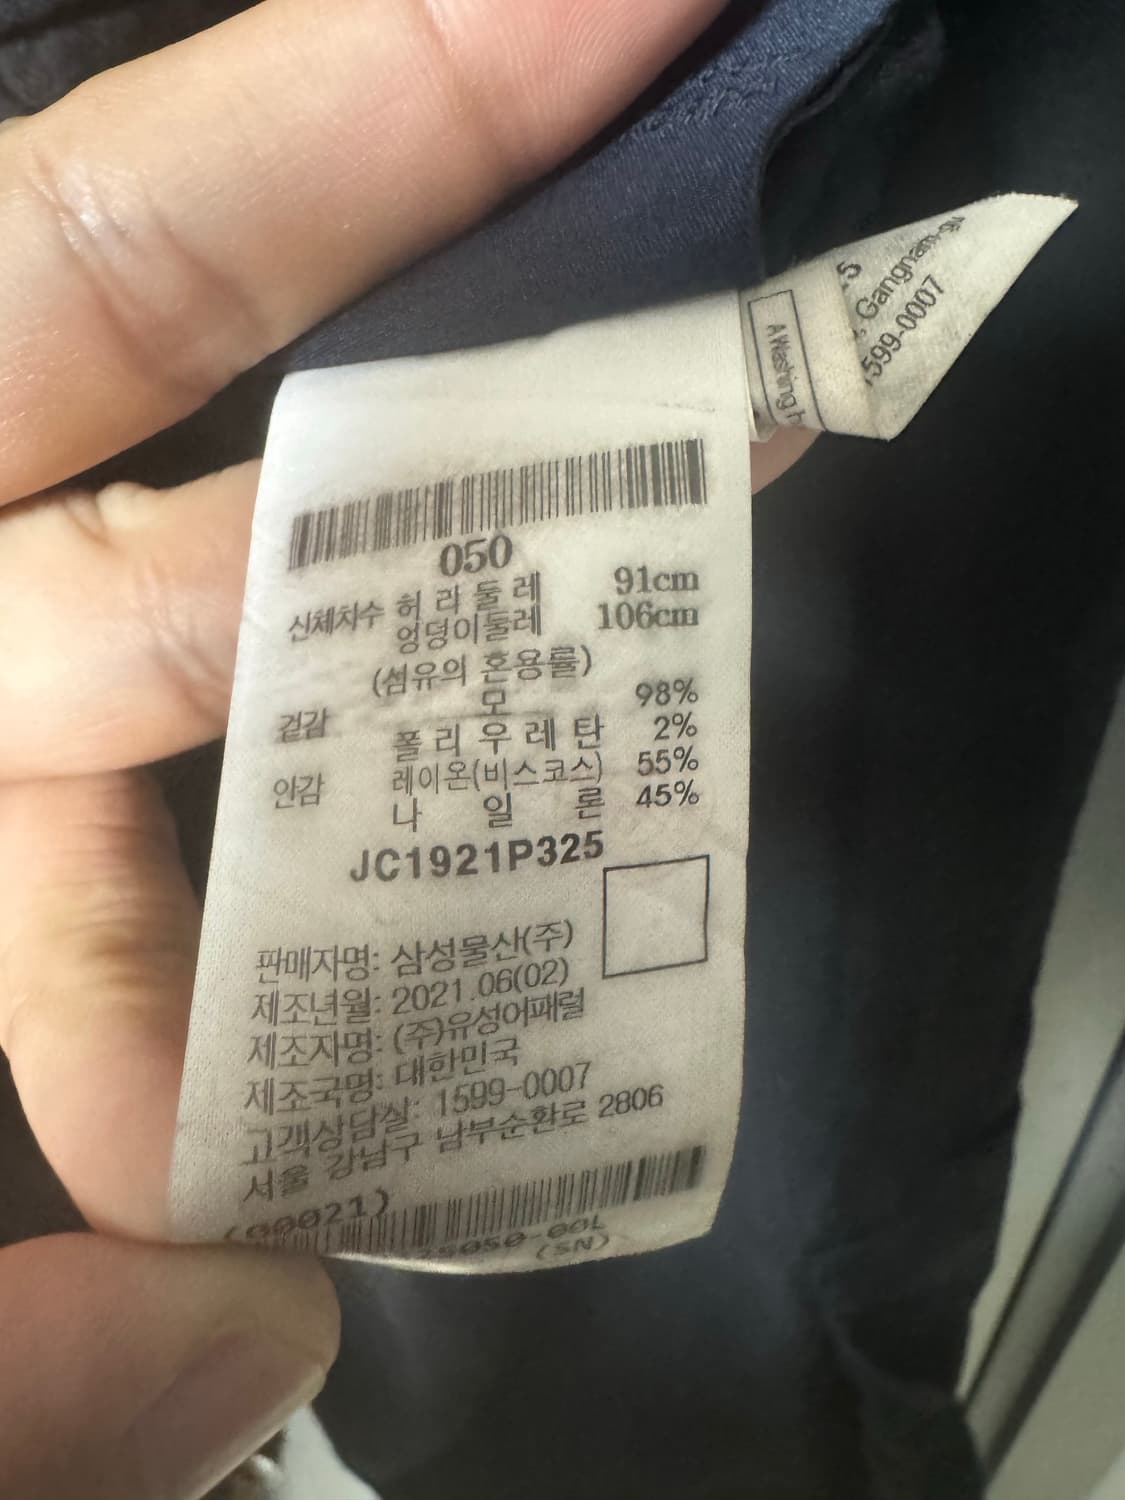 050
신체치수 허 리 둘 레 91cm
엉덩이둘레 106cm
(섬유의 혼용률)
겉감 모 98%
폴 리 우 레 탄 2%
안감 레이온(비스코스) 55%
나 일 론 45%
JC1921P325
판매자명: 삼성물산(주)
제조년월: 2021.06(02)
제조자명: (주)유성어패럴
제조국명: 대한민국
고객상담실: 1599-0007
서울 강남구 남부순환로 2806
(00021)
(SN)
A Washing
Gangnam-gu
1599-0007